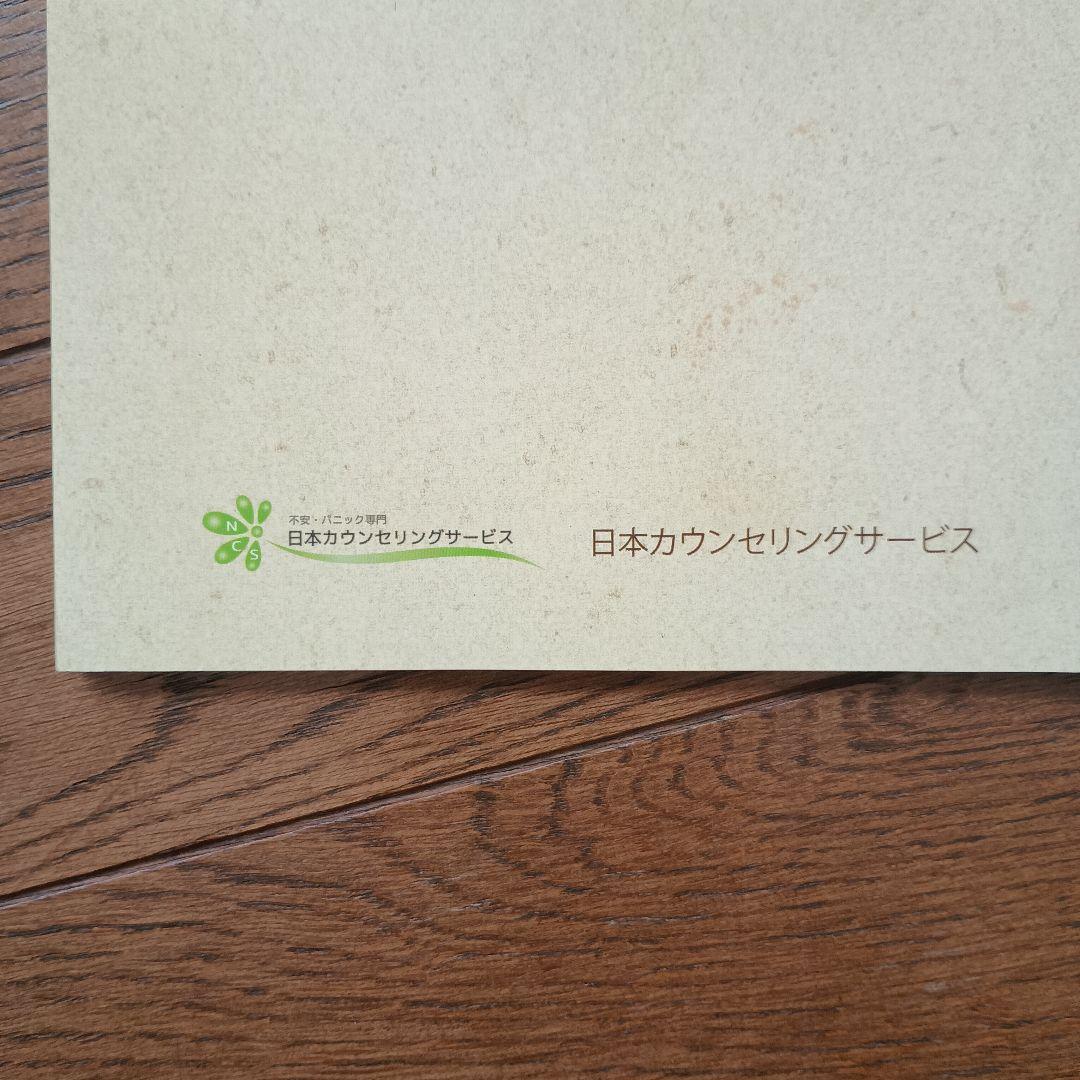 NCS
不安・パニック専門
日本カウンセリングサービス
日本カウンセリングサービス